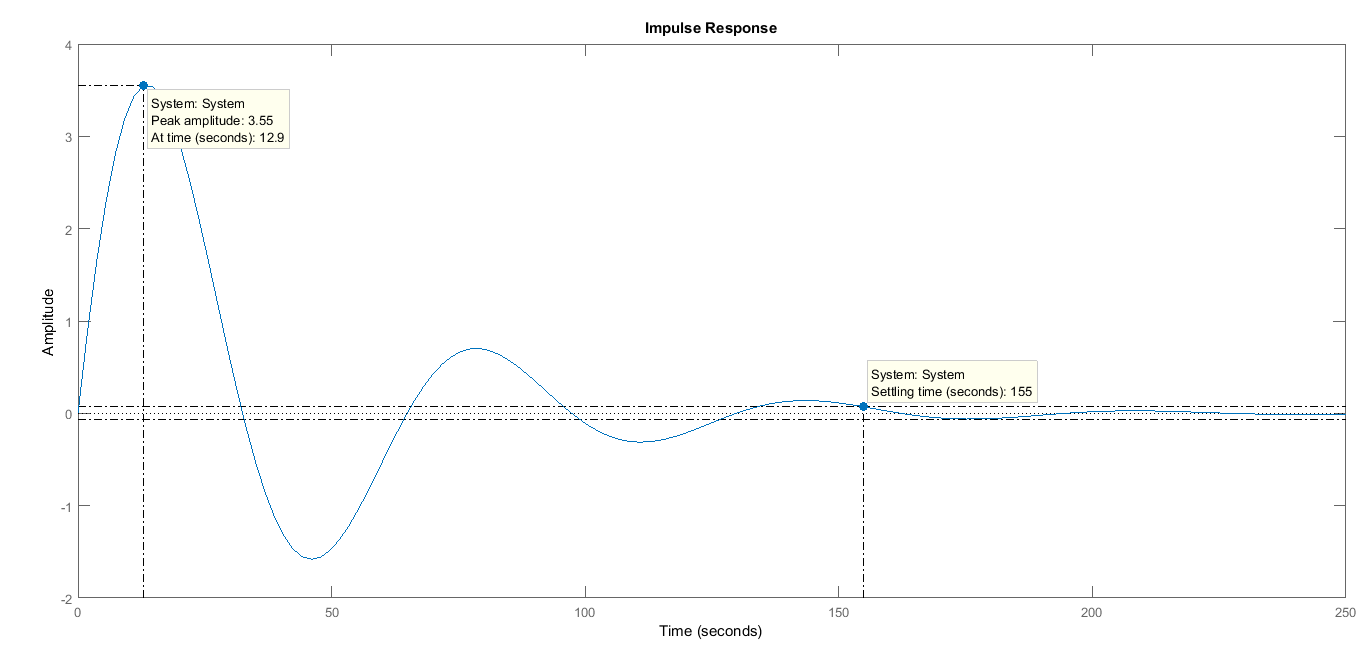 Impulse Response
4
System: System
Peak amplitude: 3.55
At time (seconds): 12.9
3
2
1
Amplitude
System: System
Settling time (seconds): 155
0
-1
-2
0 50 100 150 200 250
Time (seconds)